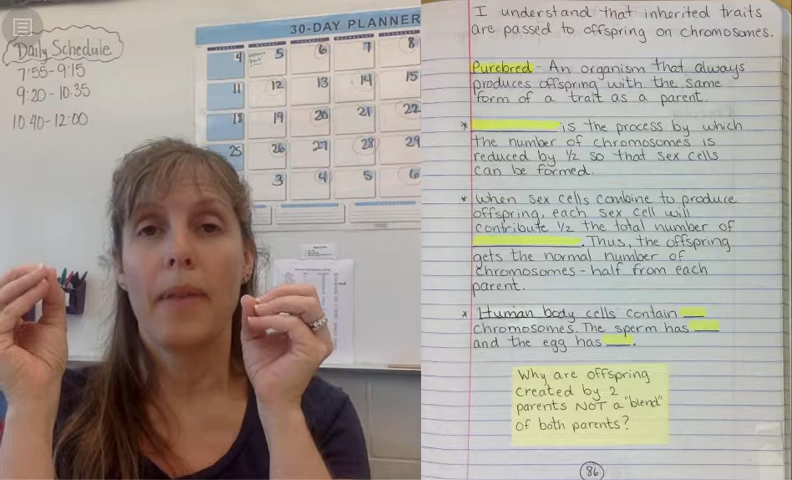 Daily Schedule
7:55-9:15
9:20-10:35
10:40-12:00
30-DAY PLANNER
4 5 6 7 8
11 12 13 14 15
18 19 20 21 22
25 26 27 28 29
3 4 5 6
I understand that inherited traits
are passed to offspring on chromosomes.
Purebred - An organism that always
produces offspring with the same
form of a trait as a parent.
* is the process by which
the number of chromosomes is
reduced by 1/2 so that sex cells
can be formed.
* When sex cells combine to produce
offspring, each sex cell will
contribute 1/2 the total number of
. Thus, the offspring
gets the normal number of
chromosomes - half from each
parent.
* Human body cells contain
chromosomes. The sperm has
and the egg has .
Why are offspring
created by 2
parents NOT a "blend"
of both parents?
86